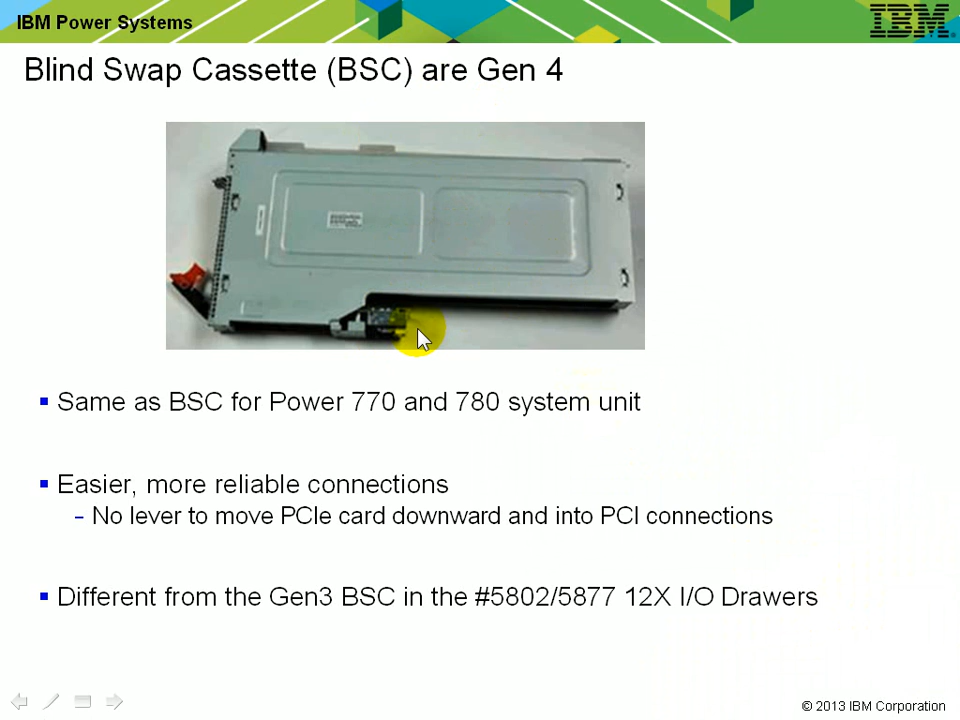 IBM Power Systems
IBM.
Blind Swap Cassette (BSC) are Gen 4
Same as BSC for Power 770 and 780 system unit
Easier, more reliable connections
– No lever to move PCIe card downward and into PCI connections
Different from the Gen3 BSC in the #5802/5877 12X I/O Drawers
© 2013 IBM Corporation